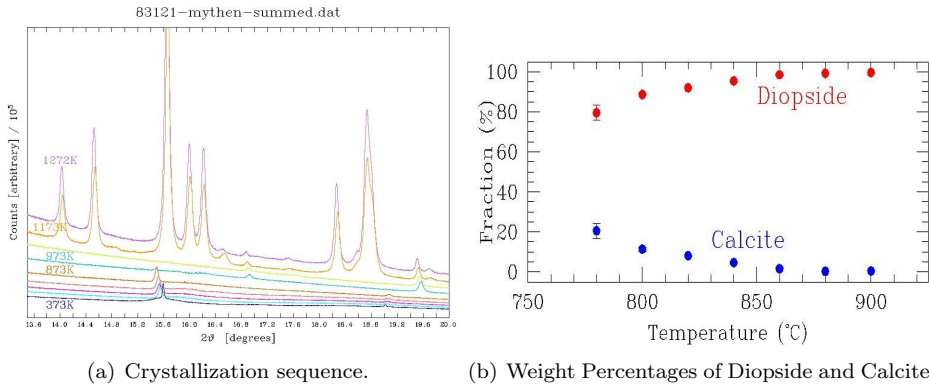 83121-mythen-summed.dat
Counts [arbitrary] / 10⁵
1272K
1173K
973K
873K
373K
13.6 14.0 14.4 14.8 15.2 15.6 16.0 16.4 16.8 17.2 17.6 18.0 18.4 18.8 19.2 19.6 20.0
2ϑ [degrees]
(a) Crystallization sequence.
Fraction (%)
100
80
60
40
20
0
Diopside
Calcite
750 800 850 900
Temperature (°C)
(b) Weight Percentages of Diopside and Calcite